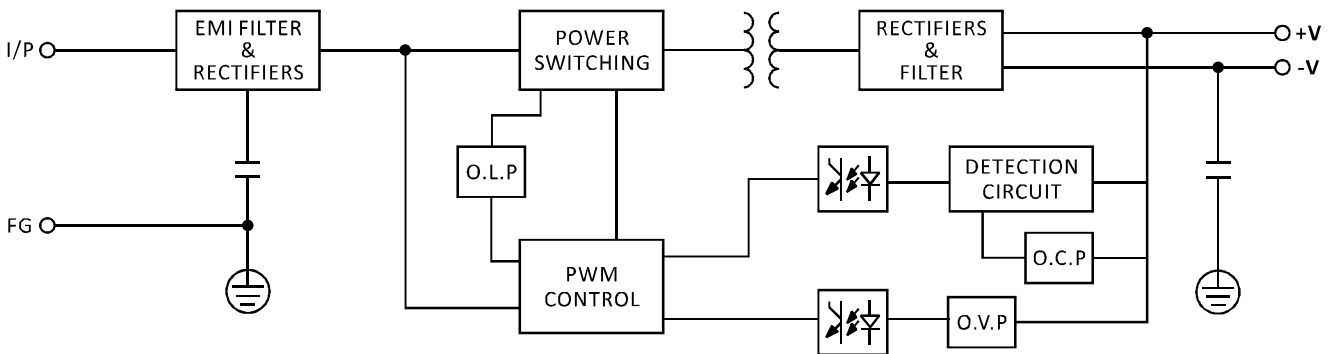 I/P
EMI FILTER
&
RECTIFIERS
POWER
SWITCHING
RECTIFIERS
&
FILTER
+V
-V
O.L.P
DETECTION
CIRCUIT
FG
O.C.P
PWM
CONTROL
O.V.P